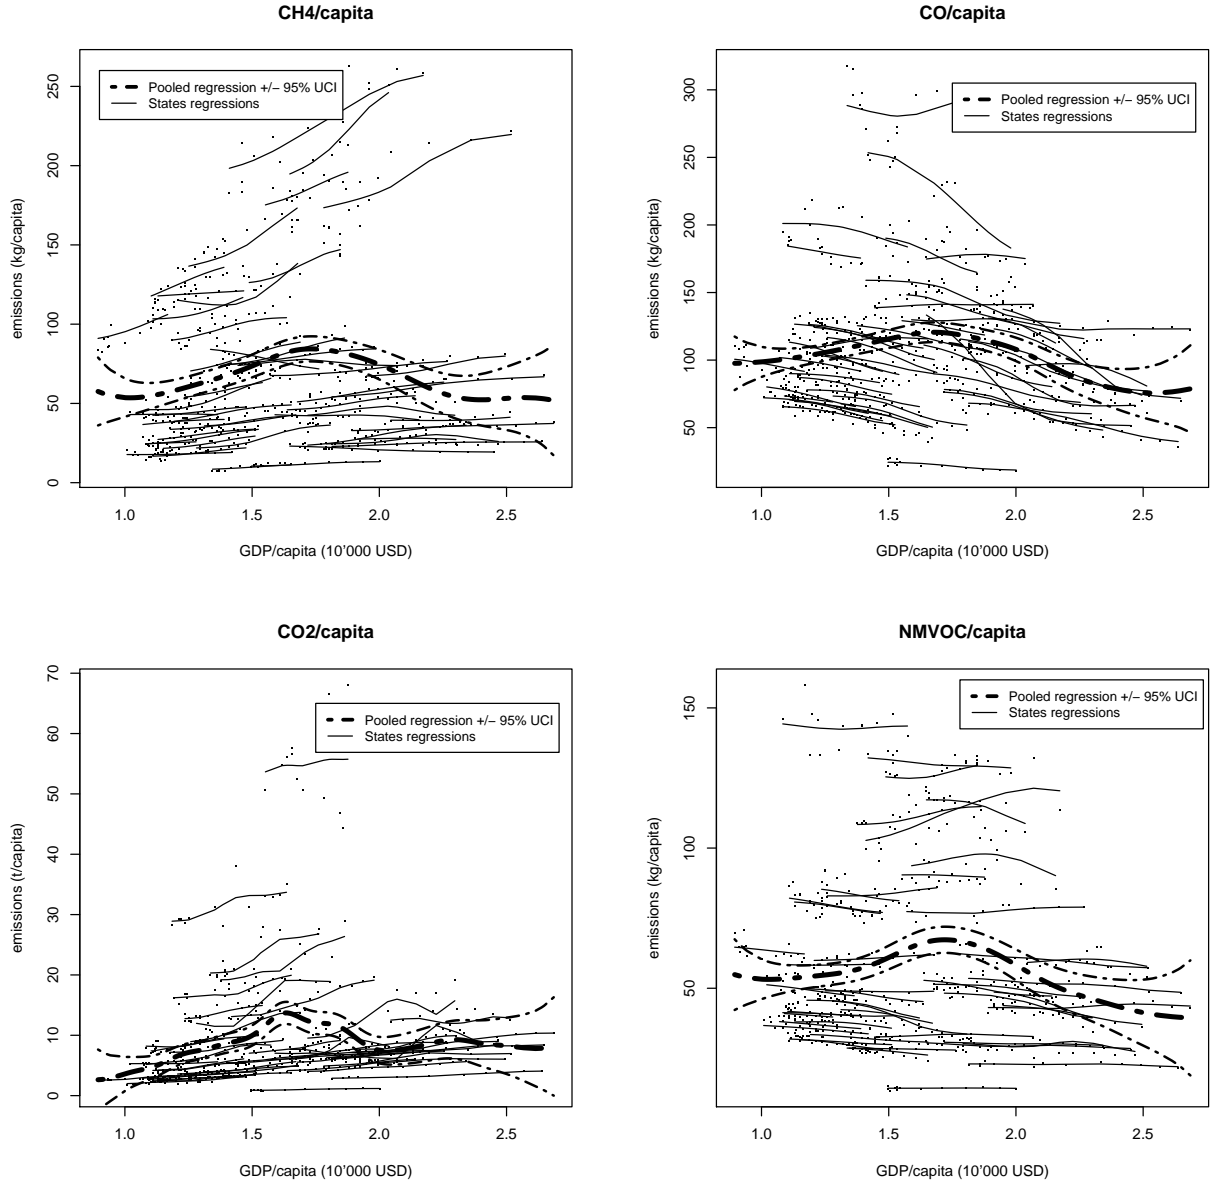 CH4/capita
emissions (kg/capita)
0
50
100
150
200
250
Pooled regression +/− 95% UCI
States regressions
1.0 1.5 2.0 2.5
GDP/capita (10'000 USD)
CO/capita
emissions (kg/capita)
50
100
150
200
250
300
Pooled regression +/− 95% UCI
States regressions
1.0 1.5 2.0 2.5
GDP/capita (10'000 USD)
CO2/capita
emissions (t/capita)
0
10
20
30
40
50
60
70
Pooled regression +/− 95% UCI
States regressions
1.0 1.5 2.0 2.5
GDP/capita (10'000 USD)
NMVOC/capita
emissions (kg/capita)
50
100
150
Pooled regression +/− 95% UCI
States regressions
1.0 1.5 2.0 2.5
GDP/capita (10'000 USD)